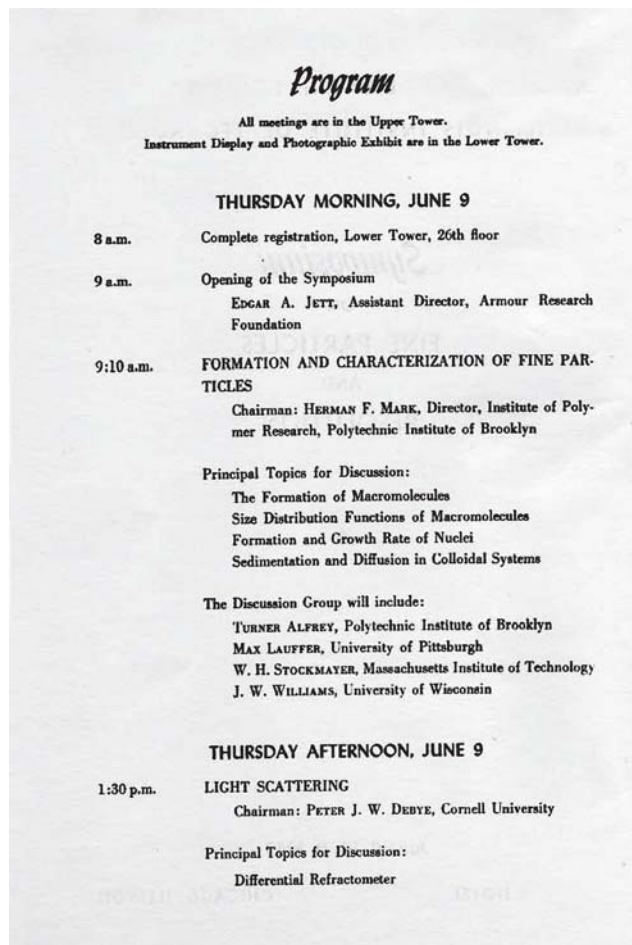 Program
All meetings are in the Upper Tower.
Instrument Display and Photographic Exhibit are in the Lower Tower.
THURSDAY MORNING, JUNE 9
8 a.m. Complete registration, Lower Tower, 26th floor
9 a.m. Opening of the Symposium
EDGAR A. JETT, Assistant Director, Armour Research
Foundation
9:10 a.m. FORMATION AND CHARACTERIZATION OF FINE PAR-
TICLES
Chairman: HERMAN F. MARK, Director, Institute of Poly-
mer Research, Polytechnic Institute of Brooklyn
Principal Topics for Discussion:
The Formation of Macromolecules
Size Distribution Functions of Macromolecules
Formation and Growth Rate of Nuclei
Sedimentation and Diffusion in Colloidal Systems
The Discussion Group will include:
TURNER ALFREY, Polytechnic Institute of Brooklyn
MAX LAUFFER, University of Pittsburgh
W. H. STOCKMAYER, Massachusetts Institute of Technology
J. W. WILLIAMS, University of Wisconsin
THURSDAY AFTERNOON, JUNE 9
1:30 p.m. LIGHT SCATTERING
Chairman: PETER J. W. DEBYE, Cornell University
Principal Topics for Discussion:
Differential Refractometer